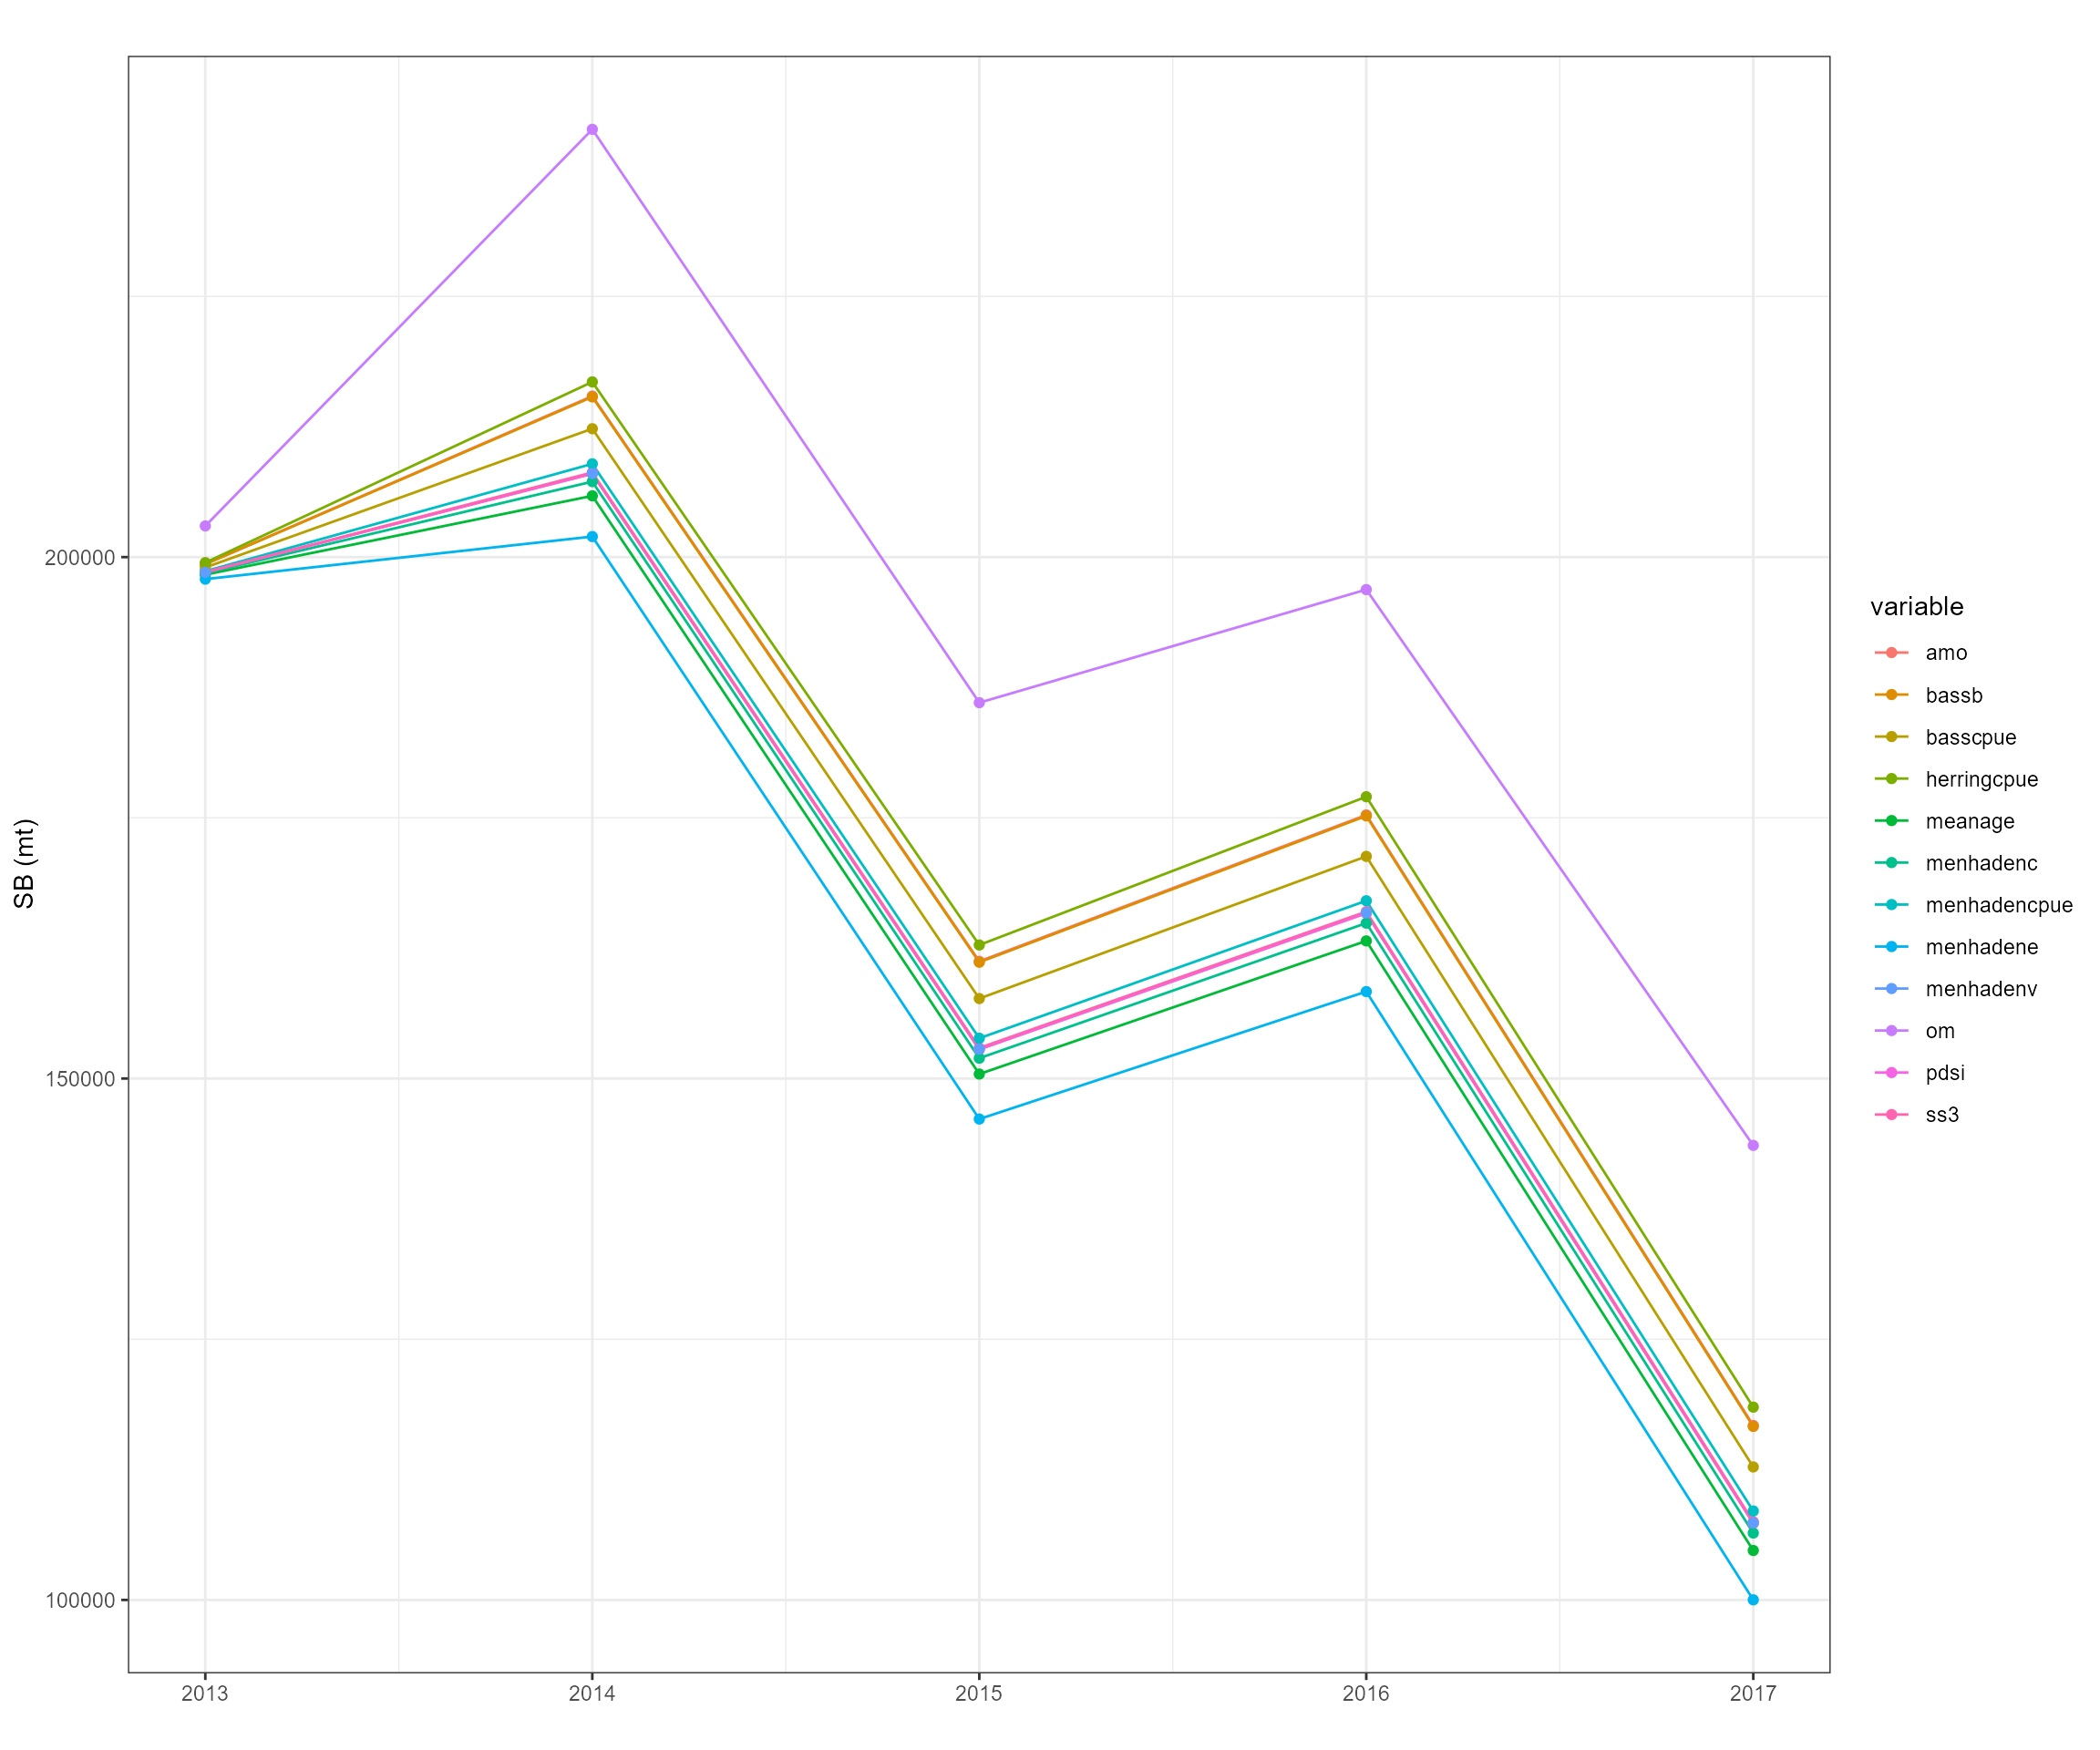 200000
150000
100000
SB (mt)
2013 2014 2015 2016 2017
variable
amo
bassb
basscpue
herringcpue
meanage
menhadenc
menhadencpue
menhadene
menhadenv
om
pdsi
ss3